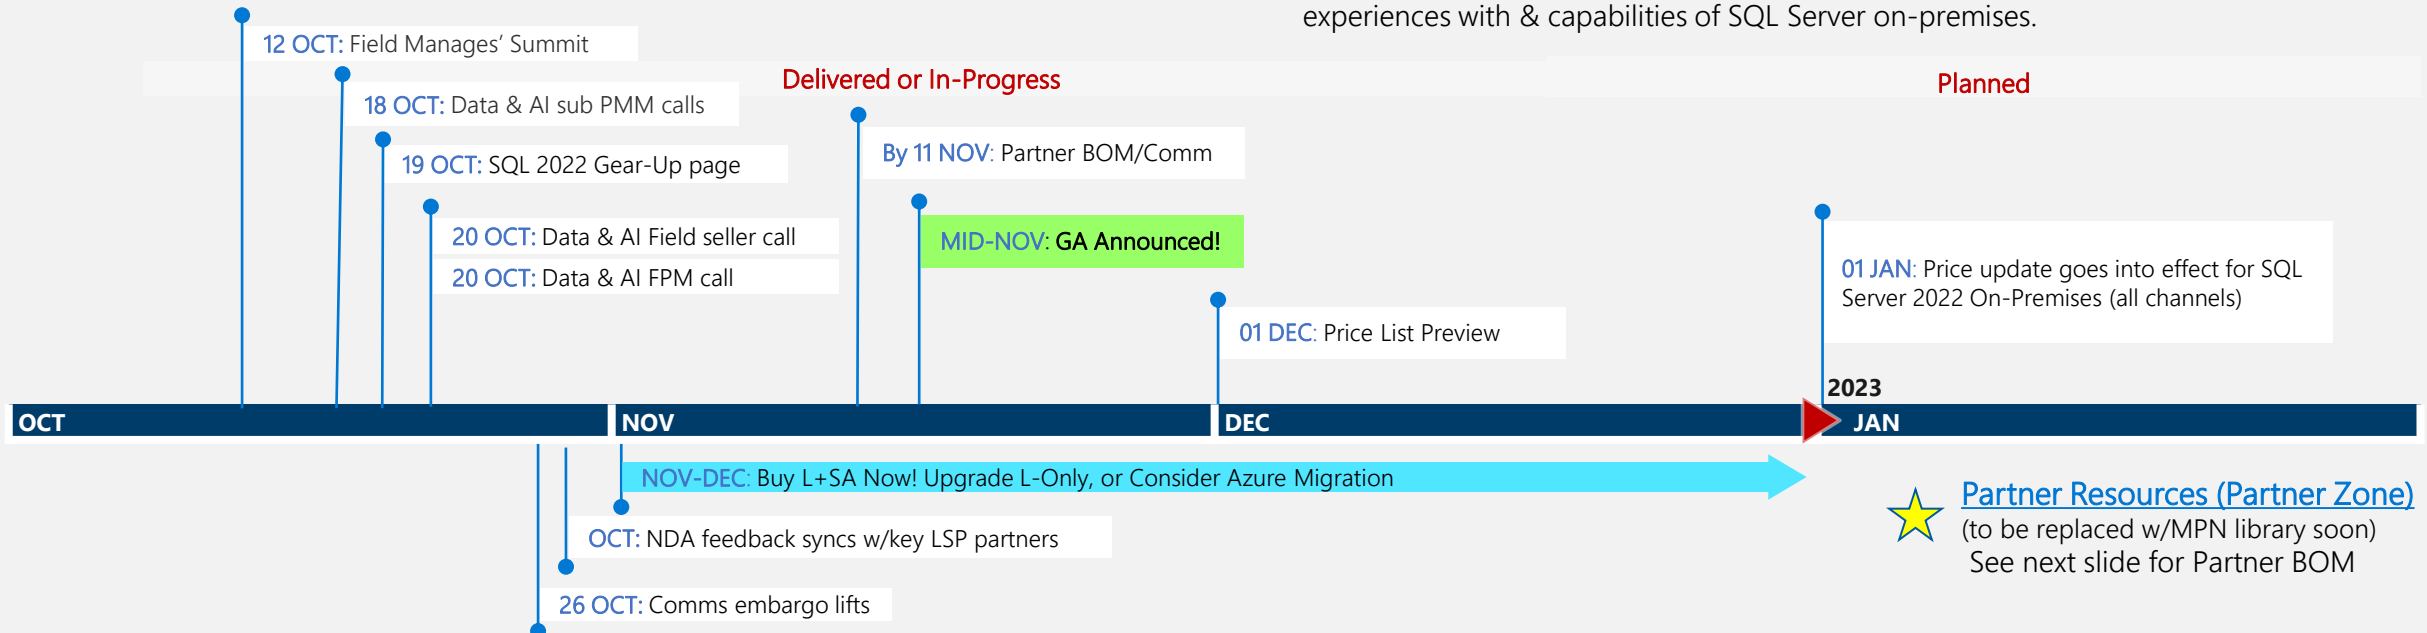 experiences with & capabilities of SQL Server on-premises.
12 OCT: Field Manages’ Summit
Delivered or In-Progress
Planned
18 OCT: Data & AI sub PMM calls
By 11 NOV: Partner BOM/Comm
19 OCT: SQL 2022 Gear-Up page
20 OCT: Data & AI Field seller call
20 OCT: Data & AI FPM call
MID-NOV: GA Announced!
01 DEC: Price List Preview
01 JAN: Price update goes into effect for SQL
Server 2022 On-Premises (all channels)
2023
OCT
NOV
DEC
JAN
NOV-DEC: Buy L+SA Now! Upgrade L-Only, or Consider Azure Migration
OCT: NDA feedback syncs w/key LSP partners
26 OCT: Comms embargo lifts
Partner Resources (Partner Zone)
(to be replaced w/MPN library soon)
See next slide for Partner BOM